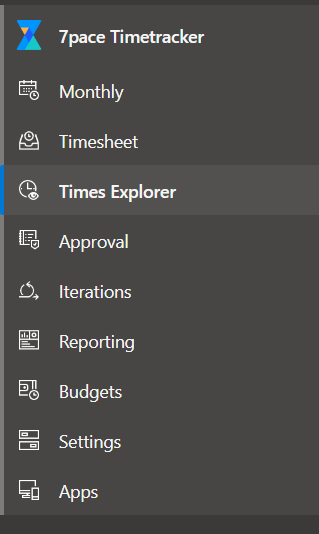 7pace Timetracker
Monthly
Timesheet
Times Explorer
Approval
Iterations
Reporting
Budgets
Settings
Apps